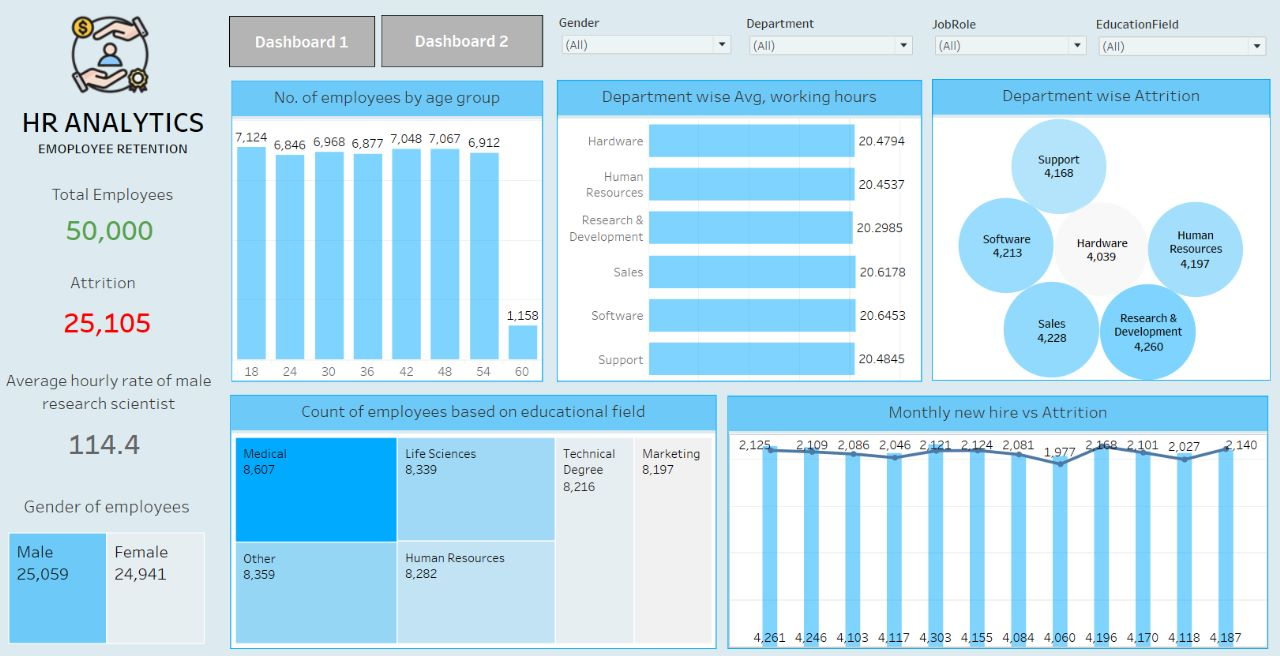 HR ANALYTICS
EMOPLOYEE RETENTION
Total Employees
50,000
Attrition
25,105
Average hourly rate of male
research scientist
114.4
Gender of employees
Male
25,059
Female
24,941
Dashboard 1
Dashboard 2
Gender
(All)
Department
(All)
JobRole
(All)
EducationField
(All)
No. of employees by age group
7,124
6,846
6,968
6,877
7,048
7,067
6,912
1,158
18
24
30
36
42
48
54
60
Department wise Avg, working hours
Hardware
20.4794
Human
Resources
20.4537
Research &
Development
20.2985
Sales
20.6178
Software
20.6453
Support
20.4845
Department wise Attrition
Support
4,168
Software
4,213
Hardware
4,039
Human
Resources
4,197
Sales
4,228
Research &
Development
4,260
Count of employees based on educational field
Medical
8,607
Life Sciences
8,339
Technical
Degree
8,216
Marketing
8,197
Other
8,359
Human Resources
8,282
Monthly new hire vs Attrition
2,125
2,109
2,086
2,046
2,121
2,124
2,081
1,977
2,168
2,101
2,027
2,140
4,261
4,246
4,103
4,117
4,303
4,155
4,084
4,060
4,196
4,170
4,118
4,187